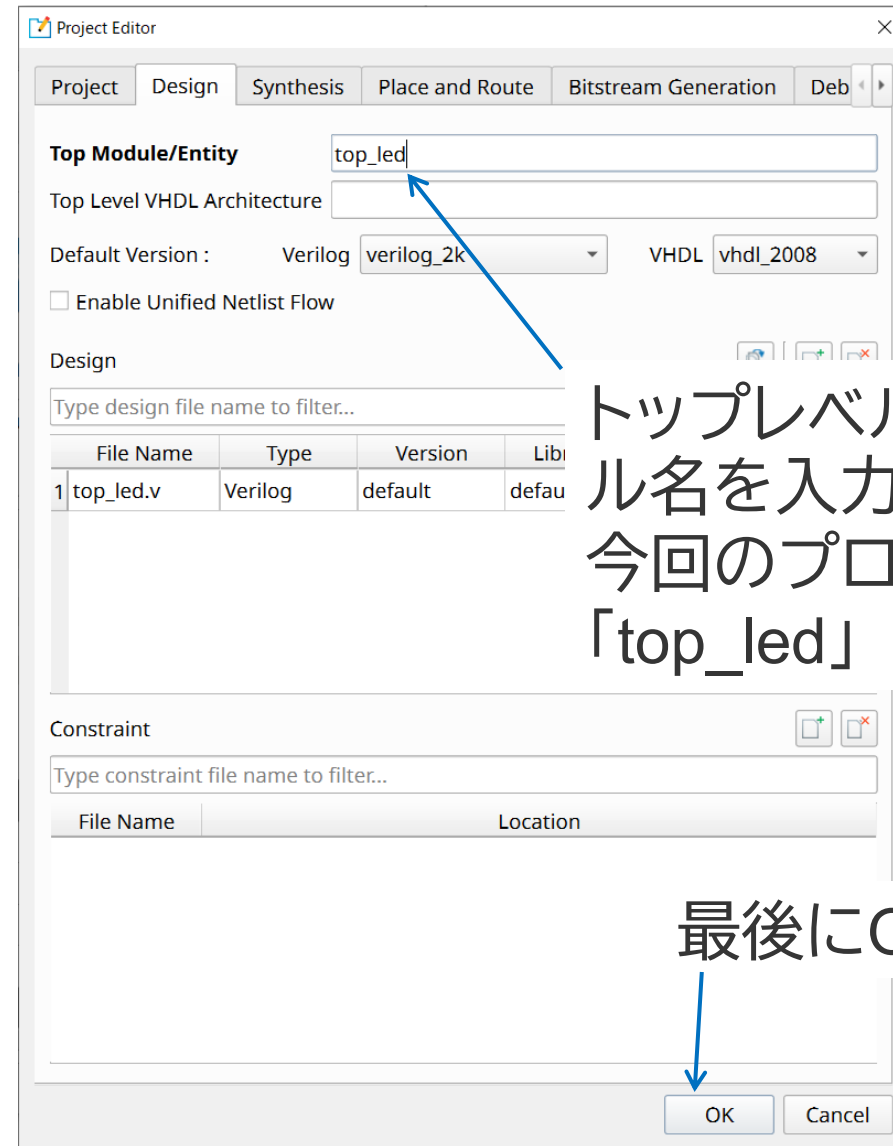 Project Editor
Project Design Synthesis Place and Route Bitstream Generation Deb
Top Module/Entity top_led
Top Level VHDL Architecture
Default Version : Verilog verilog_2k VHDL vhdl_2008
Enable Unified Netlist Flow
Design
Type design file name to filter...
File Name Type Version
1 top_led.v Verilog default defau
トップレベル
ル名を入力
今回のプロ
「top_led」
Constraint
Type constraint file name to filter...
File Name Location
最後にO
OK Cancel